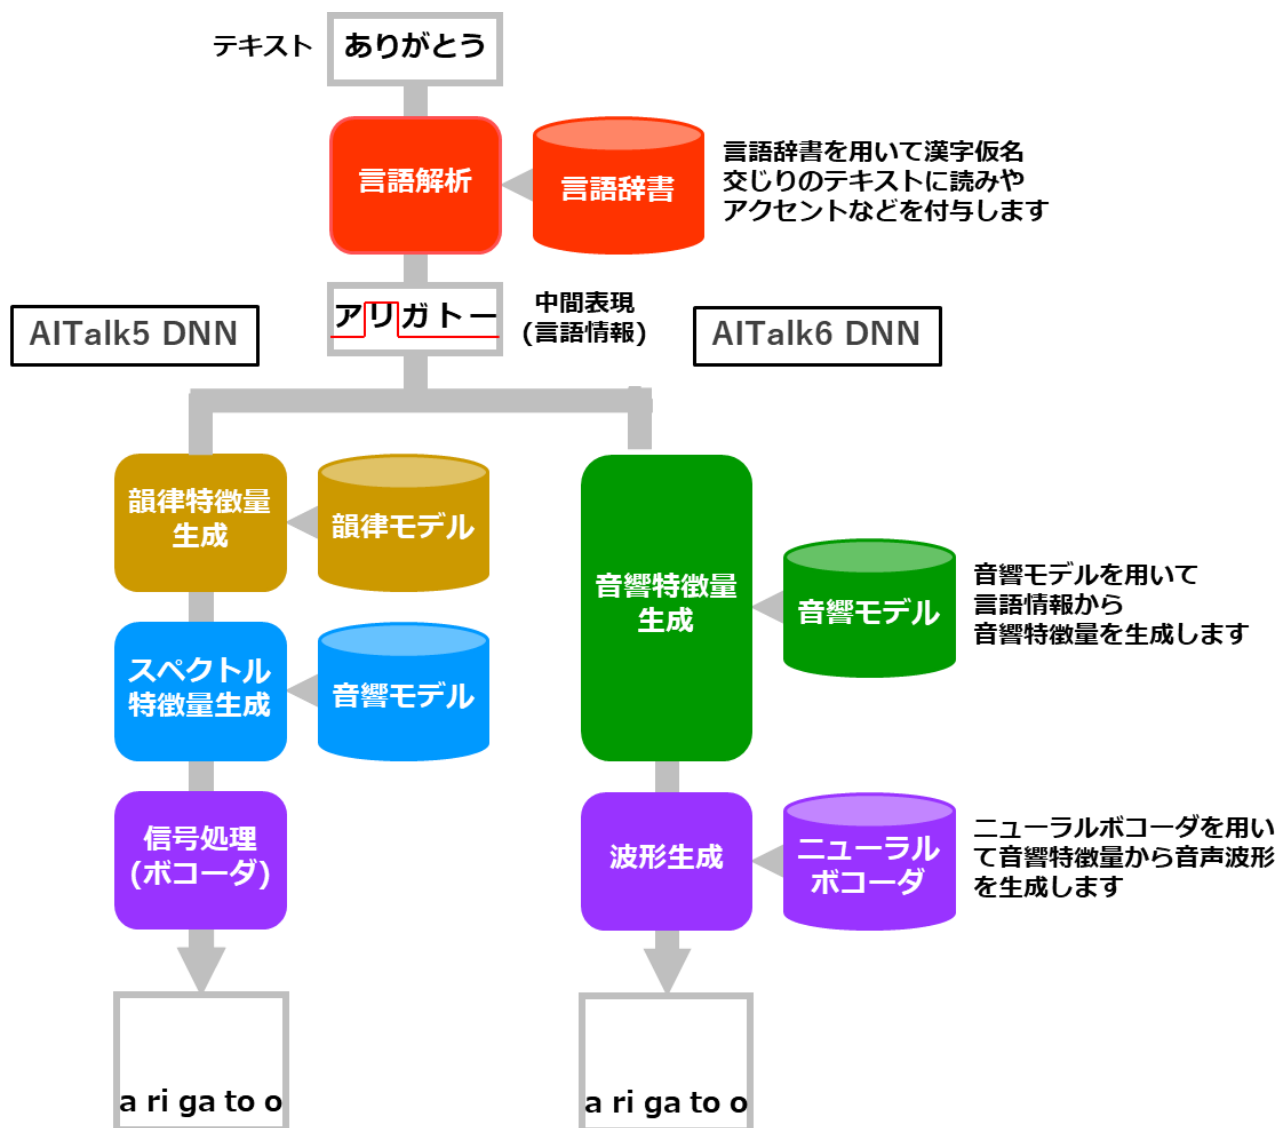 テキスト
ありがとう
言語解析
言語辞書
言語辞書を用いて漢字仮名
交じりのテキストに読みや
アクセントなどを付与します
アリガトー
中間表現
(言語情報)
AITalk5 DNN
AITalk6 DNN
韻律特徴量
生成
韻律モデル
スペクトル
特徴量生成
音響モデル
信号処理
(ボコーダ)
a ri ga to o
音響特徴量
生成
音響モデル
音響モデルを用いて
言語情報から
音響特徴量を生成します
波形生成
ニューラル
ボコーダ
ニューラルボコーダを用い
て音響特徴量から音声波形
を生成します
a ri ga to o